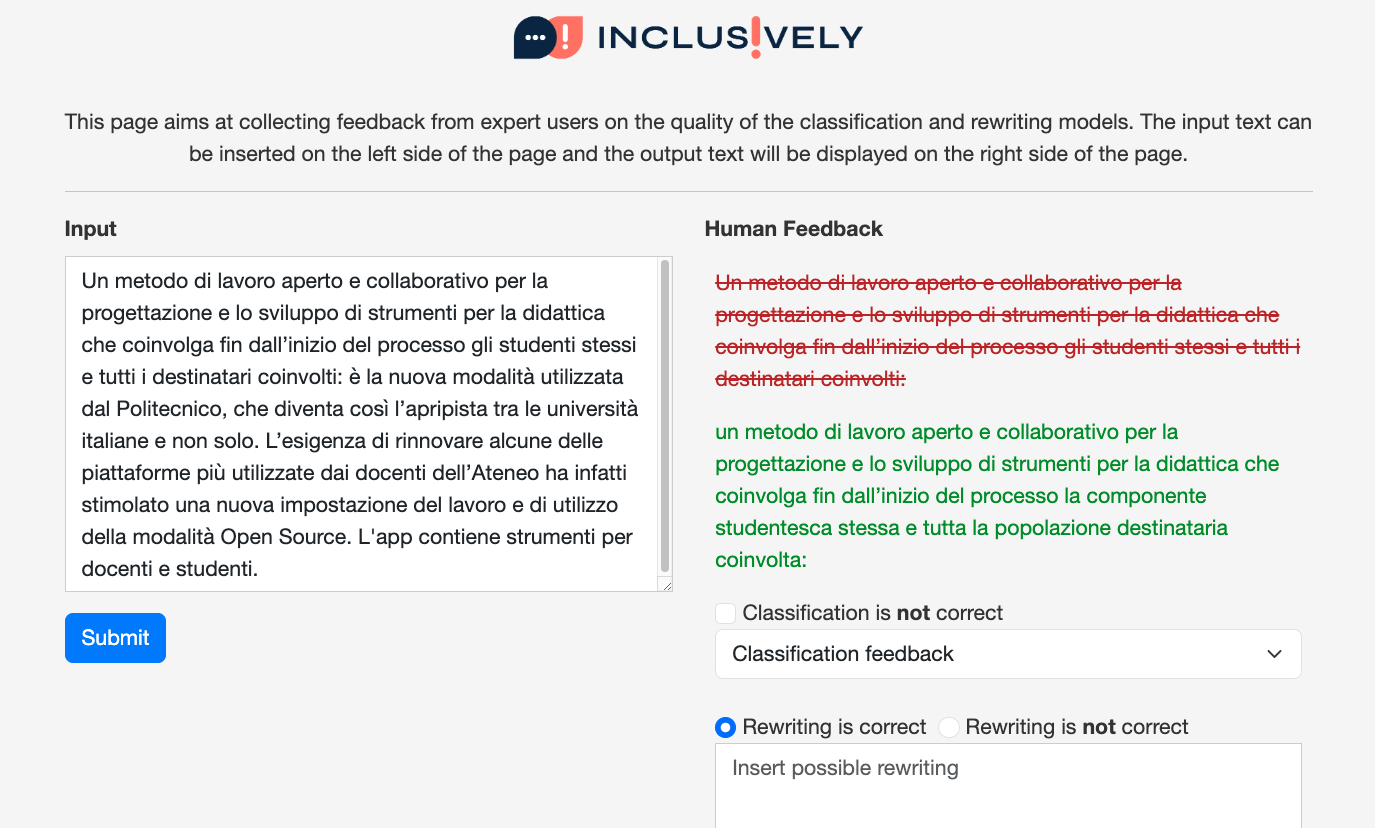 INCLUS!VELY
This page aims at collecting feedback from expert users on the quality of the classification and rewriting models. The input text can
be inserted on the left side of the page and the output text will be displayed on the right side of the page.
Input
Un metodo di lavoro aperto e collaborativo per la
progettazione e lo sviluppo di strumenti per la didattica
che coinvolga fin dall’inizio del processo gli studenti stessi
e tutti i destinatari coinvolti: è la nuova modalità utilizzata
dal Politecnico, che diventa così l’apripista tra le università
italiane e non solo. L’esigenza di rinnovare alcune delle
piattaforme più utilizzate dai docenti dell’Ateneo ha infatti
stimolato una nuova impostazione del lavoro e di utilizzo
della modalità Open Source. L'app contiene strumenti per
docenti e studenti.
Submit
Human Feedback
Un metodo di lavoro aperto e collaborativo per la
progettazione e lo sviluppo di strumenti per la didattica che
coinvolga fin dall’inizio del processo gli studenti stessi e tutti i
destinatari coinvolti:
un metodo di lavoro aperto e collaborativo per la
progettazione e lo sviluppo di strumenti per la didattica che
coinvolga fin dall’inizio del processo la componente
studentesca stessa e tutta la popolazione destinataria
coinvolta:
Classification is not correct
Classification feedback
Rewriting is correct Rewriting is not correct
Insert possible rewriting